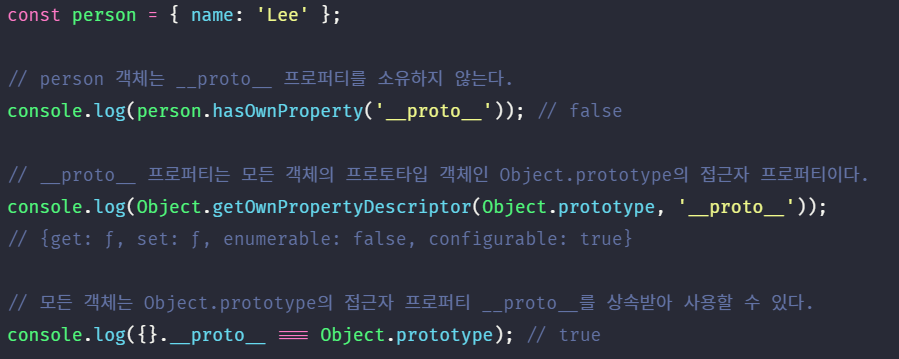 const person = { name: 'Lee' };
// person 객체는 __proto__ 프로퍼티를 소유하지 않는다.
console.log(person.hasOwnProperty('__proto__')); // false
// __proto__ 프로퍼티는 모든 객체의 프로토타입 객체인 Object.prototype의 접근자 프로퍼티이다.
console.log(Object.getOwnPropertyDescriptor(Object.prototype, '__proto__'));
// {get: ƒ, set: ƒ, enumerable: false, configurable: true}
// 모든 객체는 Object.prototype의 접근자 프로퍼티 __proto__를 상속받아 사용할 수 있다.
console.log({}.__proto__ === Object.prototype); // true